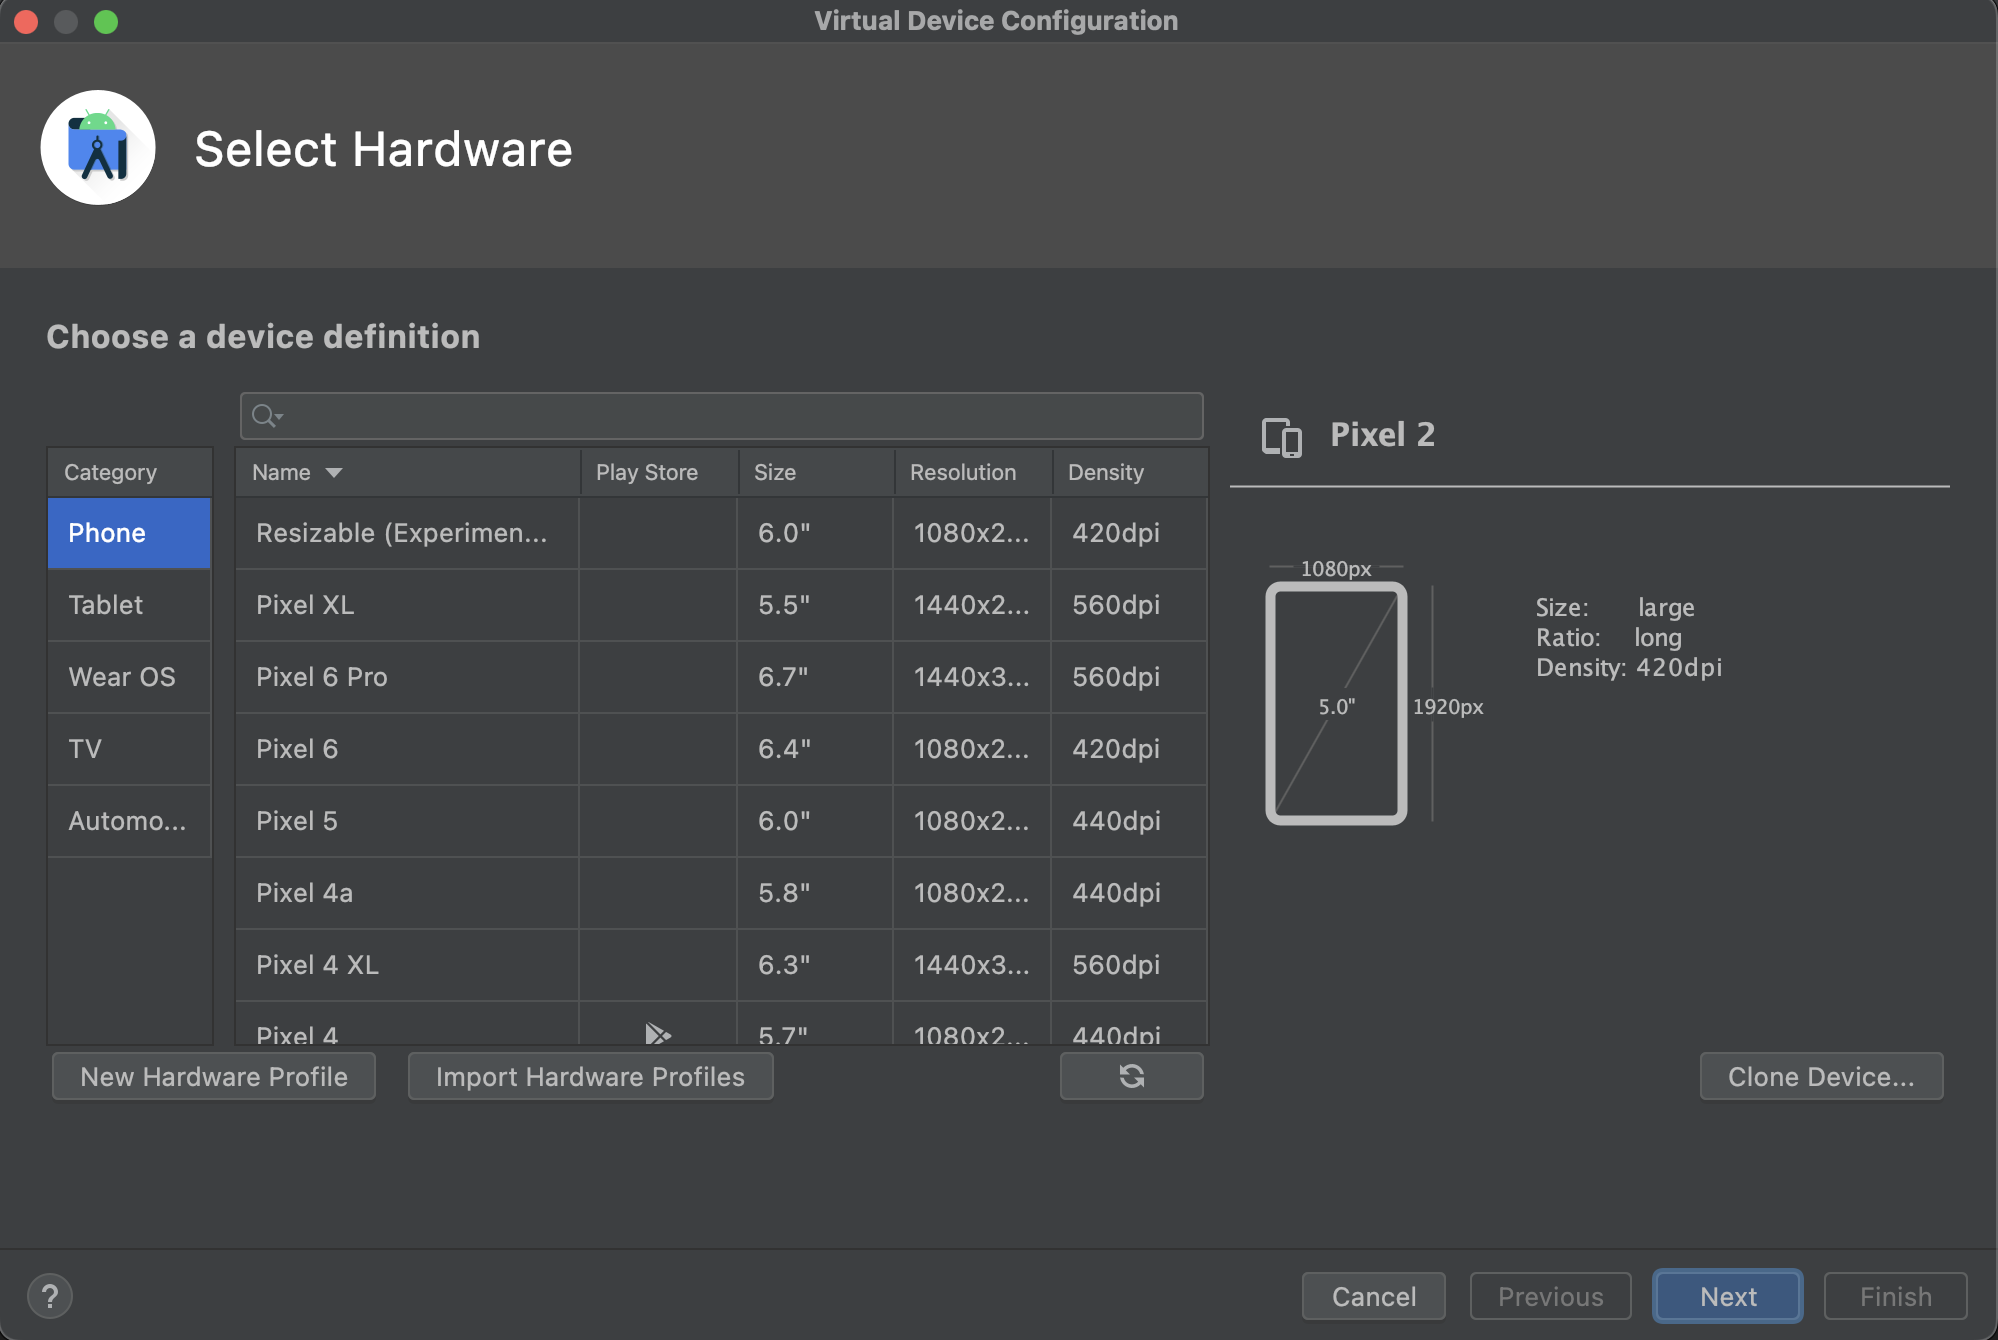 Virtual Device Configuration
Select Hardware
Choose a device definition
Pixel 2
Category
Name Play Store Size Resolution Density
Phone
Tablet
Wear OS
TV
Automo...
Resizable (Experimen... 6.0" 1080x2... 420dpi
Pixel XL 5.5" 1440x2... 560dpi
Pixel 6 Pro 6.7" 1440x3... 560dpi
Pixel 6 6.4" 1080x2... 420dpi
Pixel 5 6.0" 1080x2... 440dpi
Pixel 4a 5.8" 1080x2... 440dpi
Pixel 4 XL 6.3" 1440x3... 560dpi
Pixel 4 5.7" 1080x2... 440dpi
1080px
5.0"
1920px
Size: large
Ratio: long
Density: 420dpi
New Hardware Profile
Import Hardware Profiles
Clone Device...
?
Cancel
Previous
Next
Finish